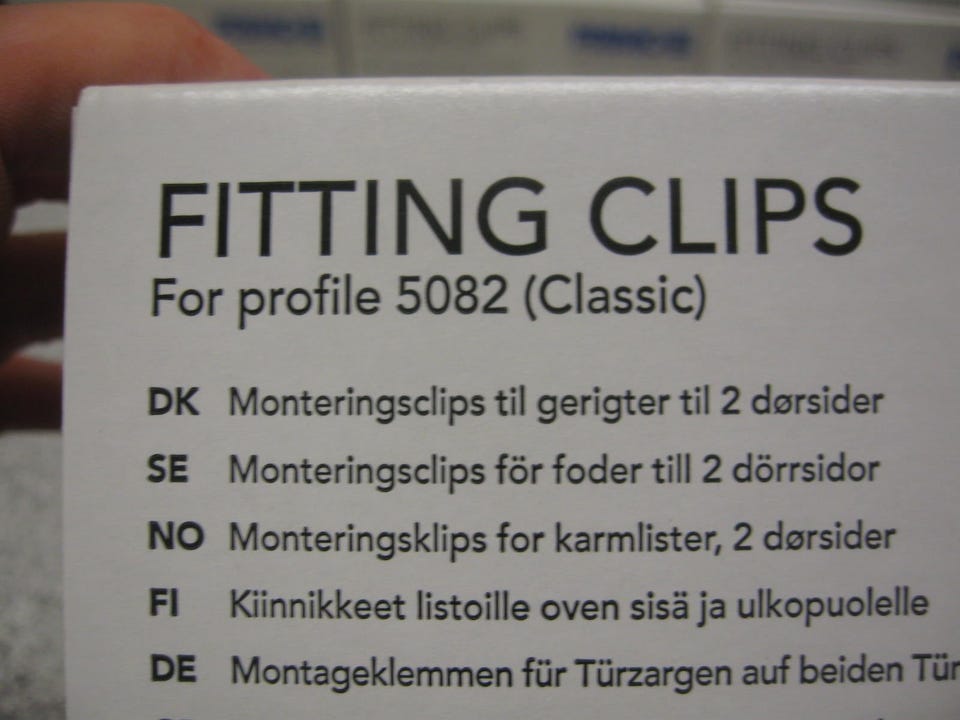 FITTING CLIPS
For profile 5082 (Classic)
DK Monteringsclips til gerigter til 2 dørsider
SE Monteringsclips för foder till 2 dörrsidor
NO Monteringsklips for karmlister, 2 dørsider
FI Kiinnikkeet listoille oven sisä ja ulkopuolelle
DE Montageklemmen für Türzargen auf beiden Tür